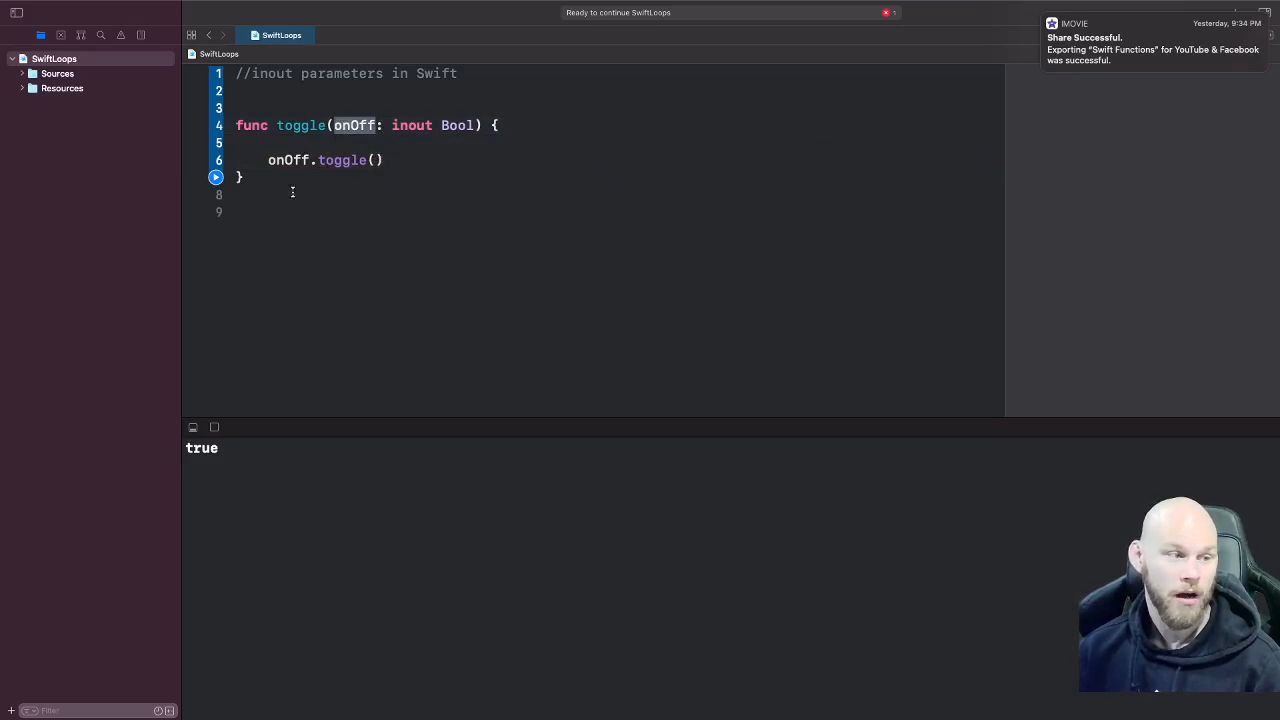 Ready to continue SwiftLoops
1
IMOVIE
Yesterday, 9:34 PM
Share Successful.
Exporting “Swift Functions” for YouTube & Facebook
was successful.
SwiftLoops
SwiftLoops
SwiftLoops
Sources
Resources
1 //inout parameters in Swift
2
3
4 func toggle(onOff: inout Bool) {
5
6 onOff.toggle()
}
8
9
true
Filter